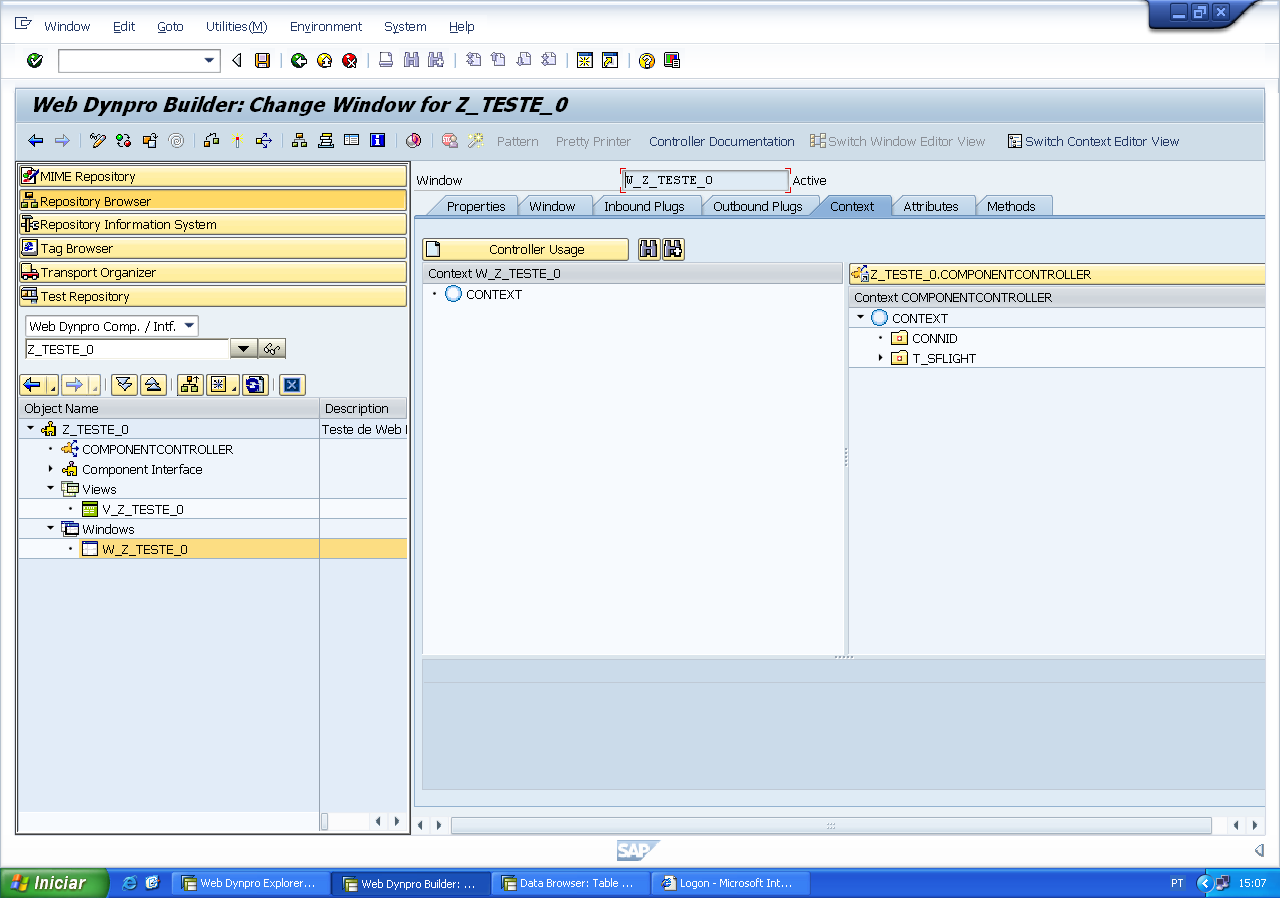 Window Edit Goto Utilities(M) Environment System Help
Web Dynpro Builder: Change Window for Z_TESTE_0
Pattern Pretty Printer Controller Documentation Switch Window Editor View Switch Context Editor View
MIME Repository
Repository Browser
Repository Information System
Tag Browser
Transport Organizer
Test Repository
Web Dynpro Comp. / Intf.
Z_TESTE_0
Object Name Description
Z_TESTE_0 Teste de Web
COMPONENTCONTROLLER
Component Interface
Views
V_Z_TESTE_0
Windows
W_Z_TESTE_0
Window W_Z_TESTE_0 Active
Properties Window Inbound Plugs Outbound Plugs Context Attributes Methods
Controller Usage
Context W_Z_TESTE_0
CONTEXT
Z_TESTE_0.COMPONENTCONTROLLER
Context COMPONENTCONTROLLER
CONTEXT
CONNID
T_SFLIGHT
SAP
Iniciar Web Dynpro Explorer... Web Dynpro Builder: ... Data Browser: Table ... Logon - Microsoft Int... PT 15:07